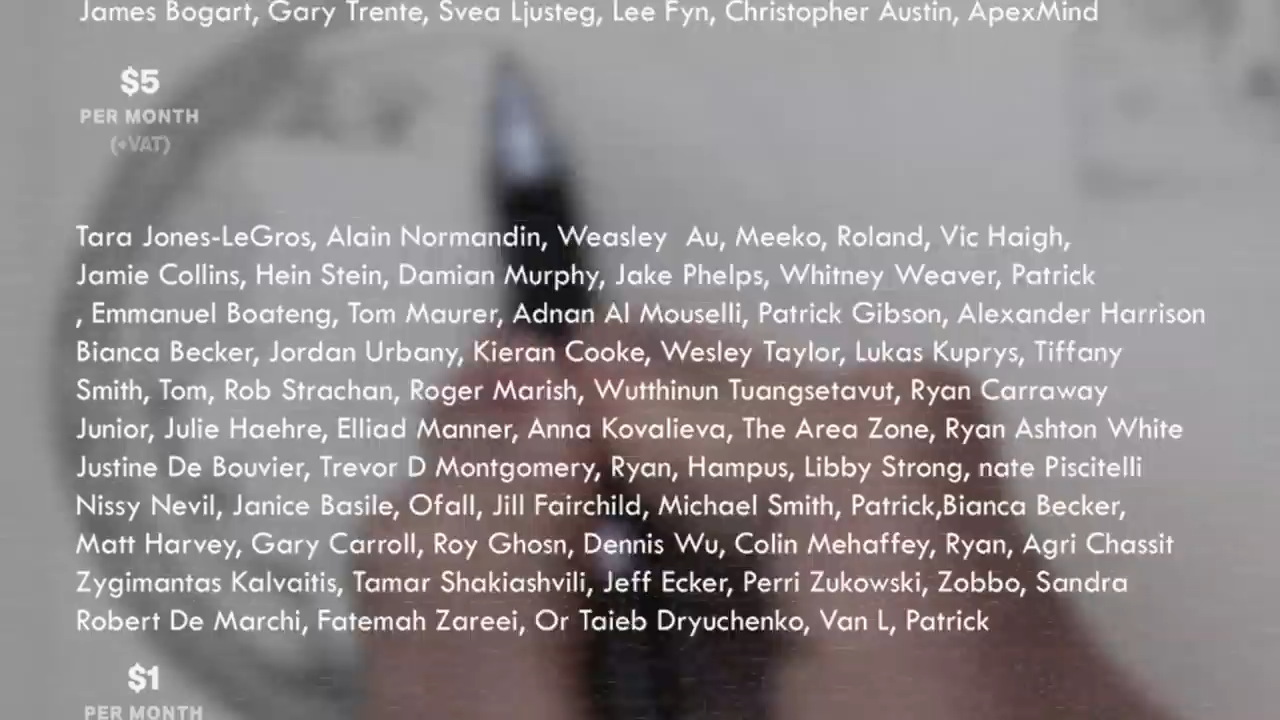 James Bogart, Gary Trente, Svea Ljusteg, Lee Fyn, Christopher Austin, ApexMind
$5
PER MONTH
(+VAT)
Tara Jones-LeGros, Alain Normandin, Weasley  Au, Meeko, Roland, Vic Haigh,
Jamie Collins, Hein Stein, Damian Murphy, Jake Phelps, Whitney Weaver, Patrick
, Emmanuel Boateng, Tom Maurer, Adnan Al Mouselli, Patrick Gibson, Alexander Harrison
Bianca Becker, Jordan Urbany, Kieran Cooke, Wesley Taylor, Lukas Kuprys, Tiffany
Smith, Tom, Rob Strachan, Roger Marish, Wutthinun Tuangsetavut, Ryan Carraway
Junior, Julie Haehre, Elliad Manner, Anna Kovalieva, The Area Zone, Ryan Ashton White
Justine De Bouvier, Trevor D Montgomery, Ryan, Hampus, Libby Strong, nate Piscitelli
Nissy Nevil, Janice Basile, Ofall, Jill Fairchild, Michael Smith, Patrick,Bianca Becker,
Matt Harvey, Gary Carroll, Roy Ghosn, Dennis Wu, Colin Mehaffey, Ryan, Agri Chassit
Zygimantas Kalvaitis, Tamar Shakiashvili, Jeff Ecker, Perri Zukowski, Zobbo, Sandra
Robert De Marchi, Fatemah Zareei, Or Taieb Dryuchenko, Van L, Patrick
$1
PER MONTH